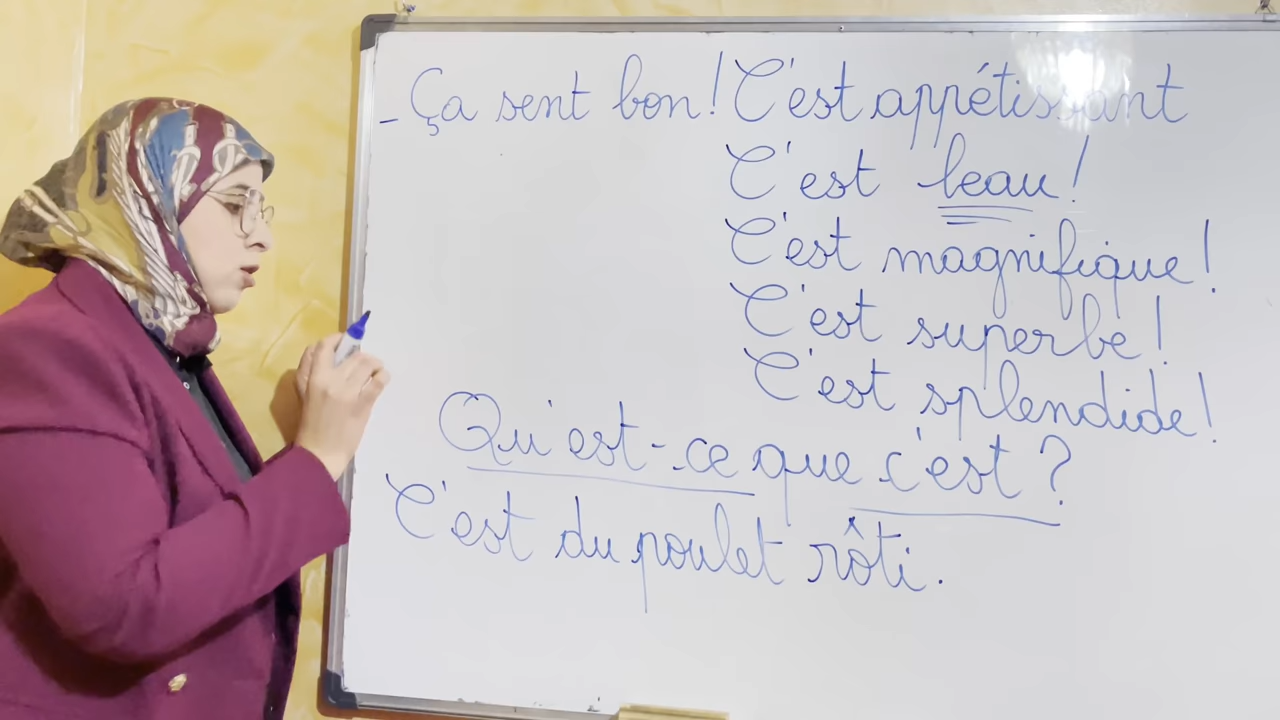 - Ça sent bon! C'est appétissant
C'est beau!
C'est magnifique!
C'est superbe!
C'est splendide!
Qu'est-ce que c'est?
C'est du poulet rôti.